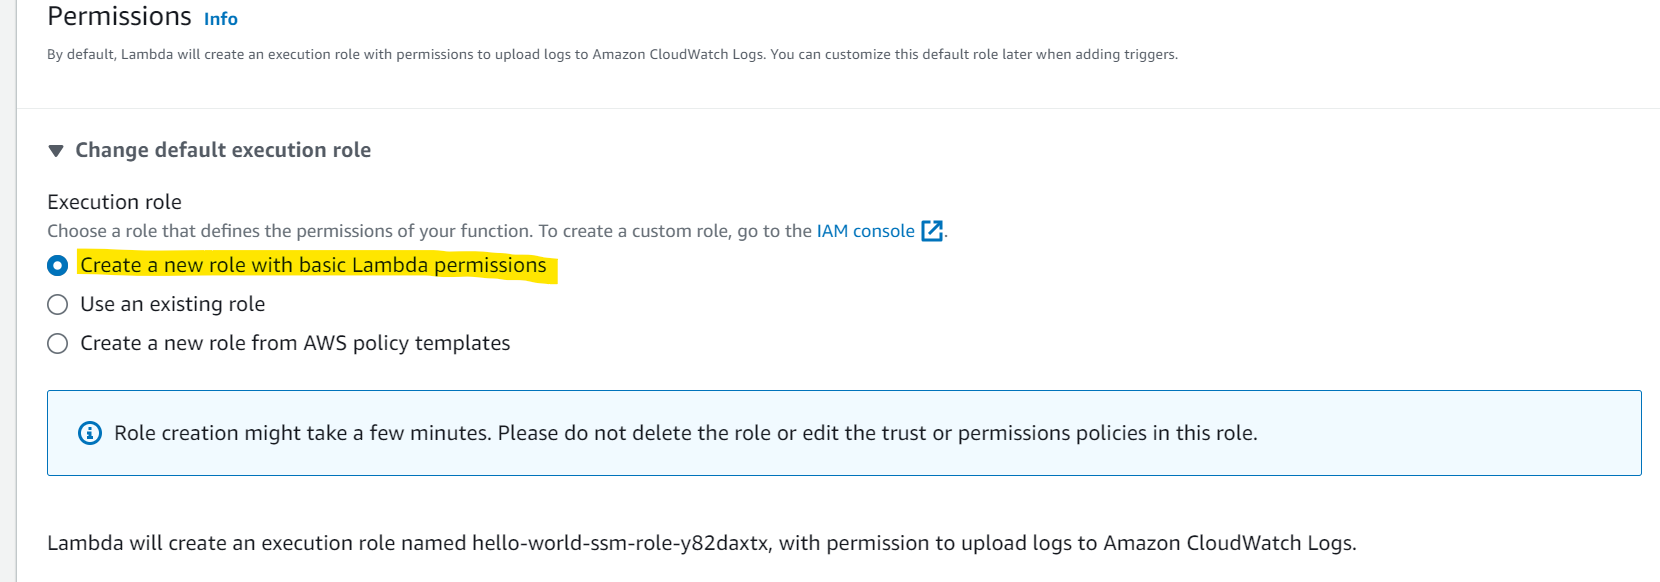 Permissions Info
By default, Lambda will create an execution role with permissions to upload logs to Amazon CloudWatch Logs. You can customize this default role later when adding triggers.
Change default execution role
Execution role
Choose a role that defines the permissions of your function. To create a custom role, go to the IAM console.
Create a new role with basic Lambda permissions
Use an existing role
Create a new role from AWS policy templates
Role creation might take a few minutes. Please do not delete the role or edit the trust or permissions policies in this role.
Lambda will create an execution role named hello-world-ssm-role-y82daxtx, with permission to upload logs to Amazon CloudWatch Logs.